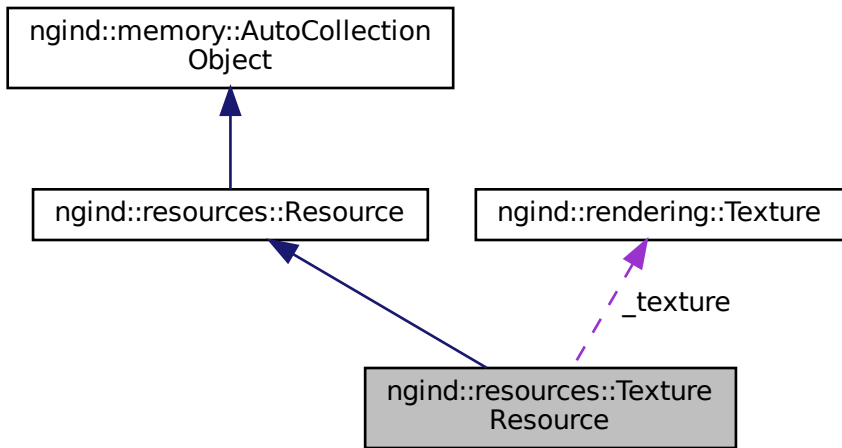 ngind::memory::AutoCollection
Object
ngind::resources::Resource
ngind::rendering::Texture
_texture
ngind::resources::Texture
Resource